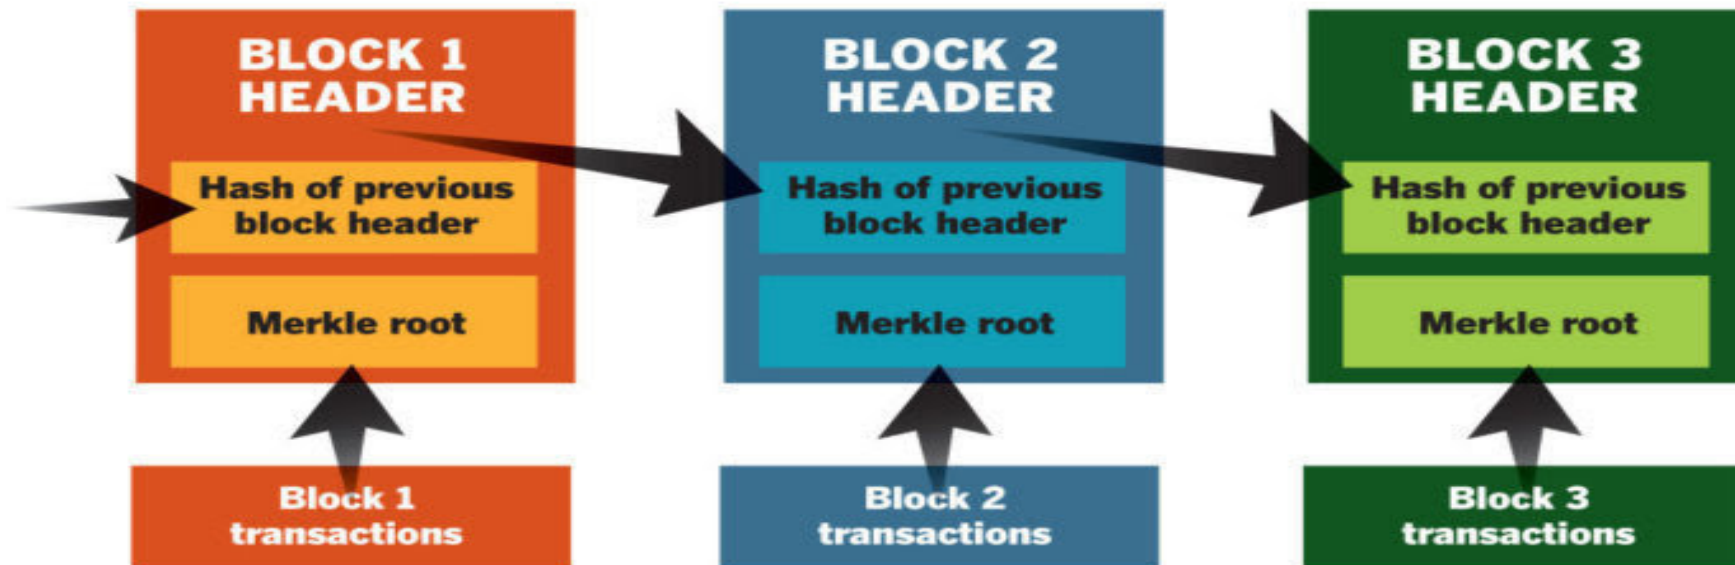 BLOCK 1
HEADER
Hash of previous
block header
Merkle root
Block 1
transactions
BLOCK 2
HEADER
Hash of previous
block header
Merkle root
Block 2
transactions
BLOCK 3
HEADER
Hash of previous
block header
Merkle root
Block 3
transactions